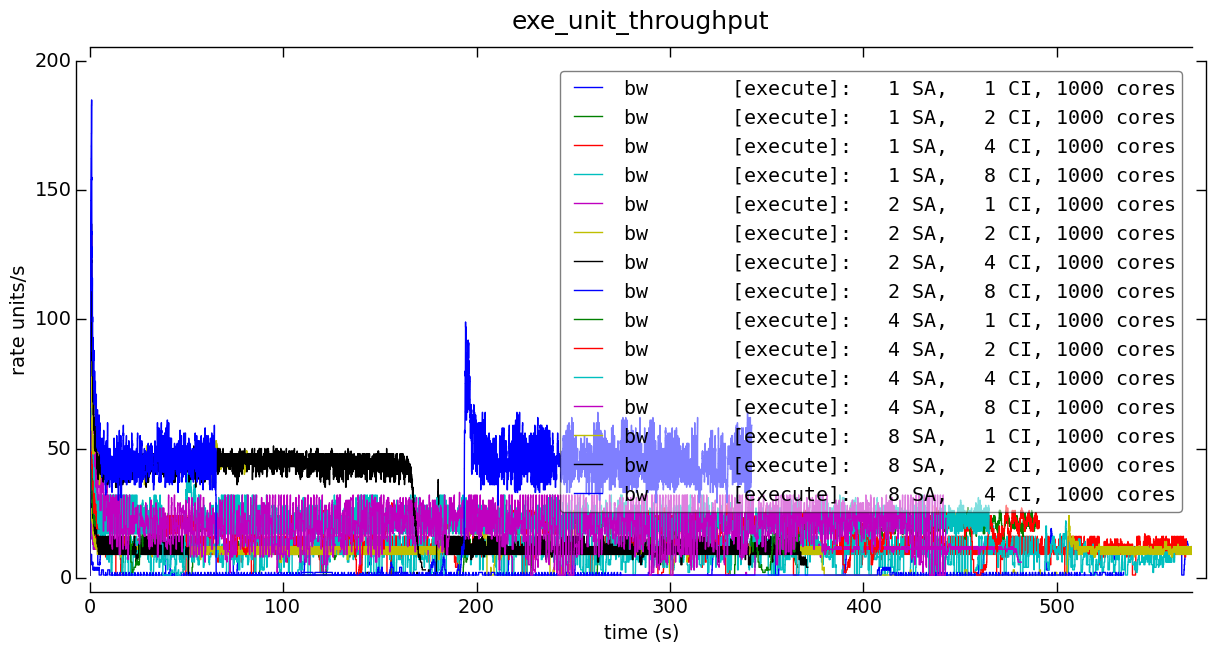 exe_unit_throughput
200
150
100
50
0
rate units/s
bw       [execute]:   1 SA,   1 CI, 1000 cores
bw       [execute]:   1 SA,   2 CI, 1000 cores
bw       [execute]:   1 SA,   4 CI, 1000 cores
bw       [execute]:   1 SA,   8 CI, 1000 cores
bw       [execute]:   2 SA,   1 CI, 1000 cores
bw       [execute]:   2 SA,   2 CI, 1000 cores
bw       [execute]:   2 SA,   4 CI, 1000 cores
bw       [execute]:   2 SA,   8 CI, 1000 cores
bw       [execute]:   4 SA,   1 CI, 1000 cores
bw       [execute]:   4 SA,   2 CI, 1000 cores
bw       [execute]:   4 SA,   4 CI, 1000 cores
bw       [execute]:   4 SA,   8 CI, 1000 cores
bw       [execute]:   8 SA,   1 CI, 1000 cores
bw       [execute]:   8 SA,   2 CI, 1000 cores
bw       [execute]:   8 SA,   4 CI, 1000 cores
0 100 200 300 400 500
time (s)